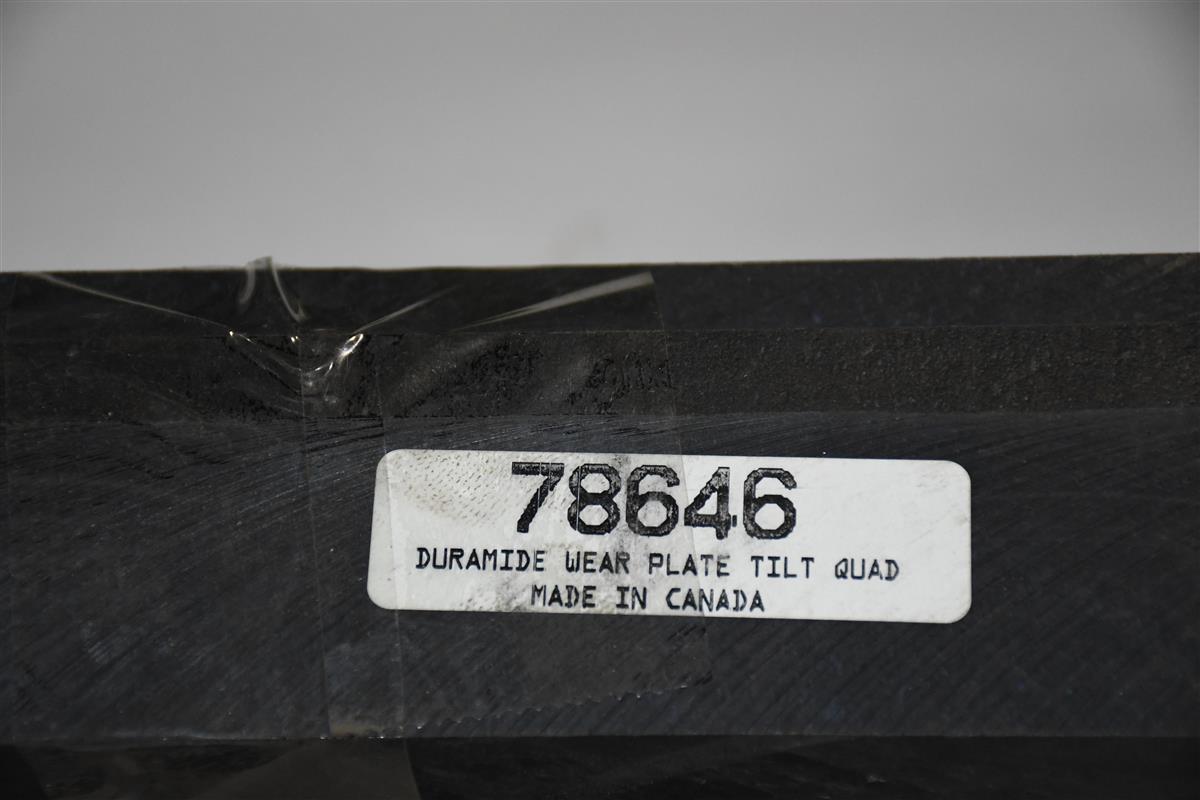 78646
DURAMIDE WEAR PLATE TILT QUAD
MADE IN CANADA